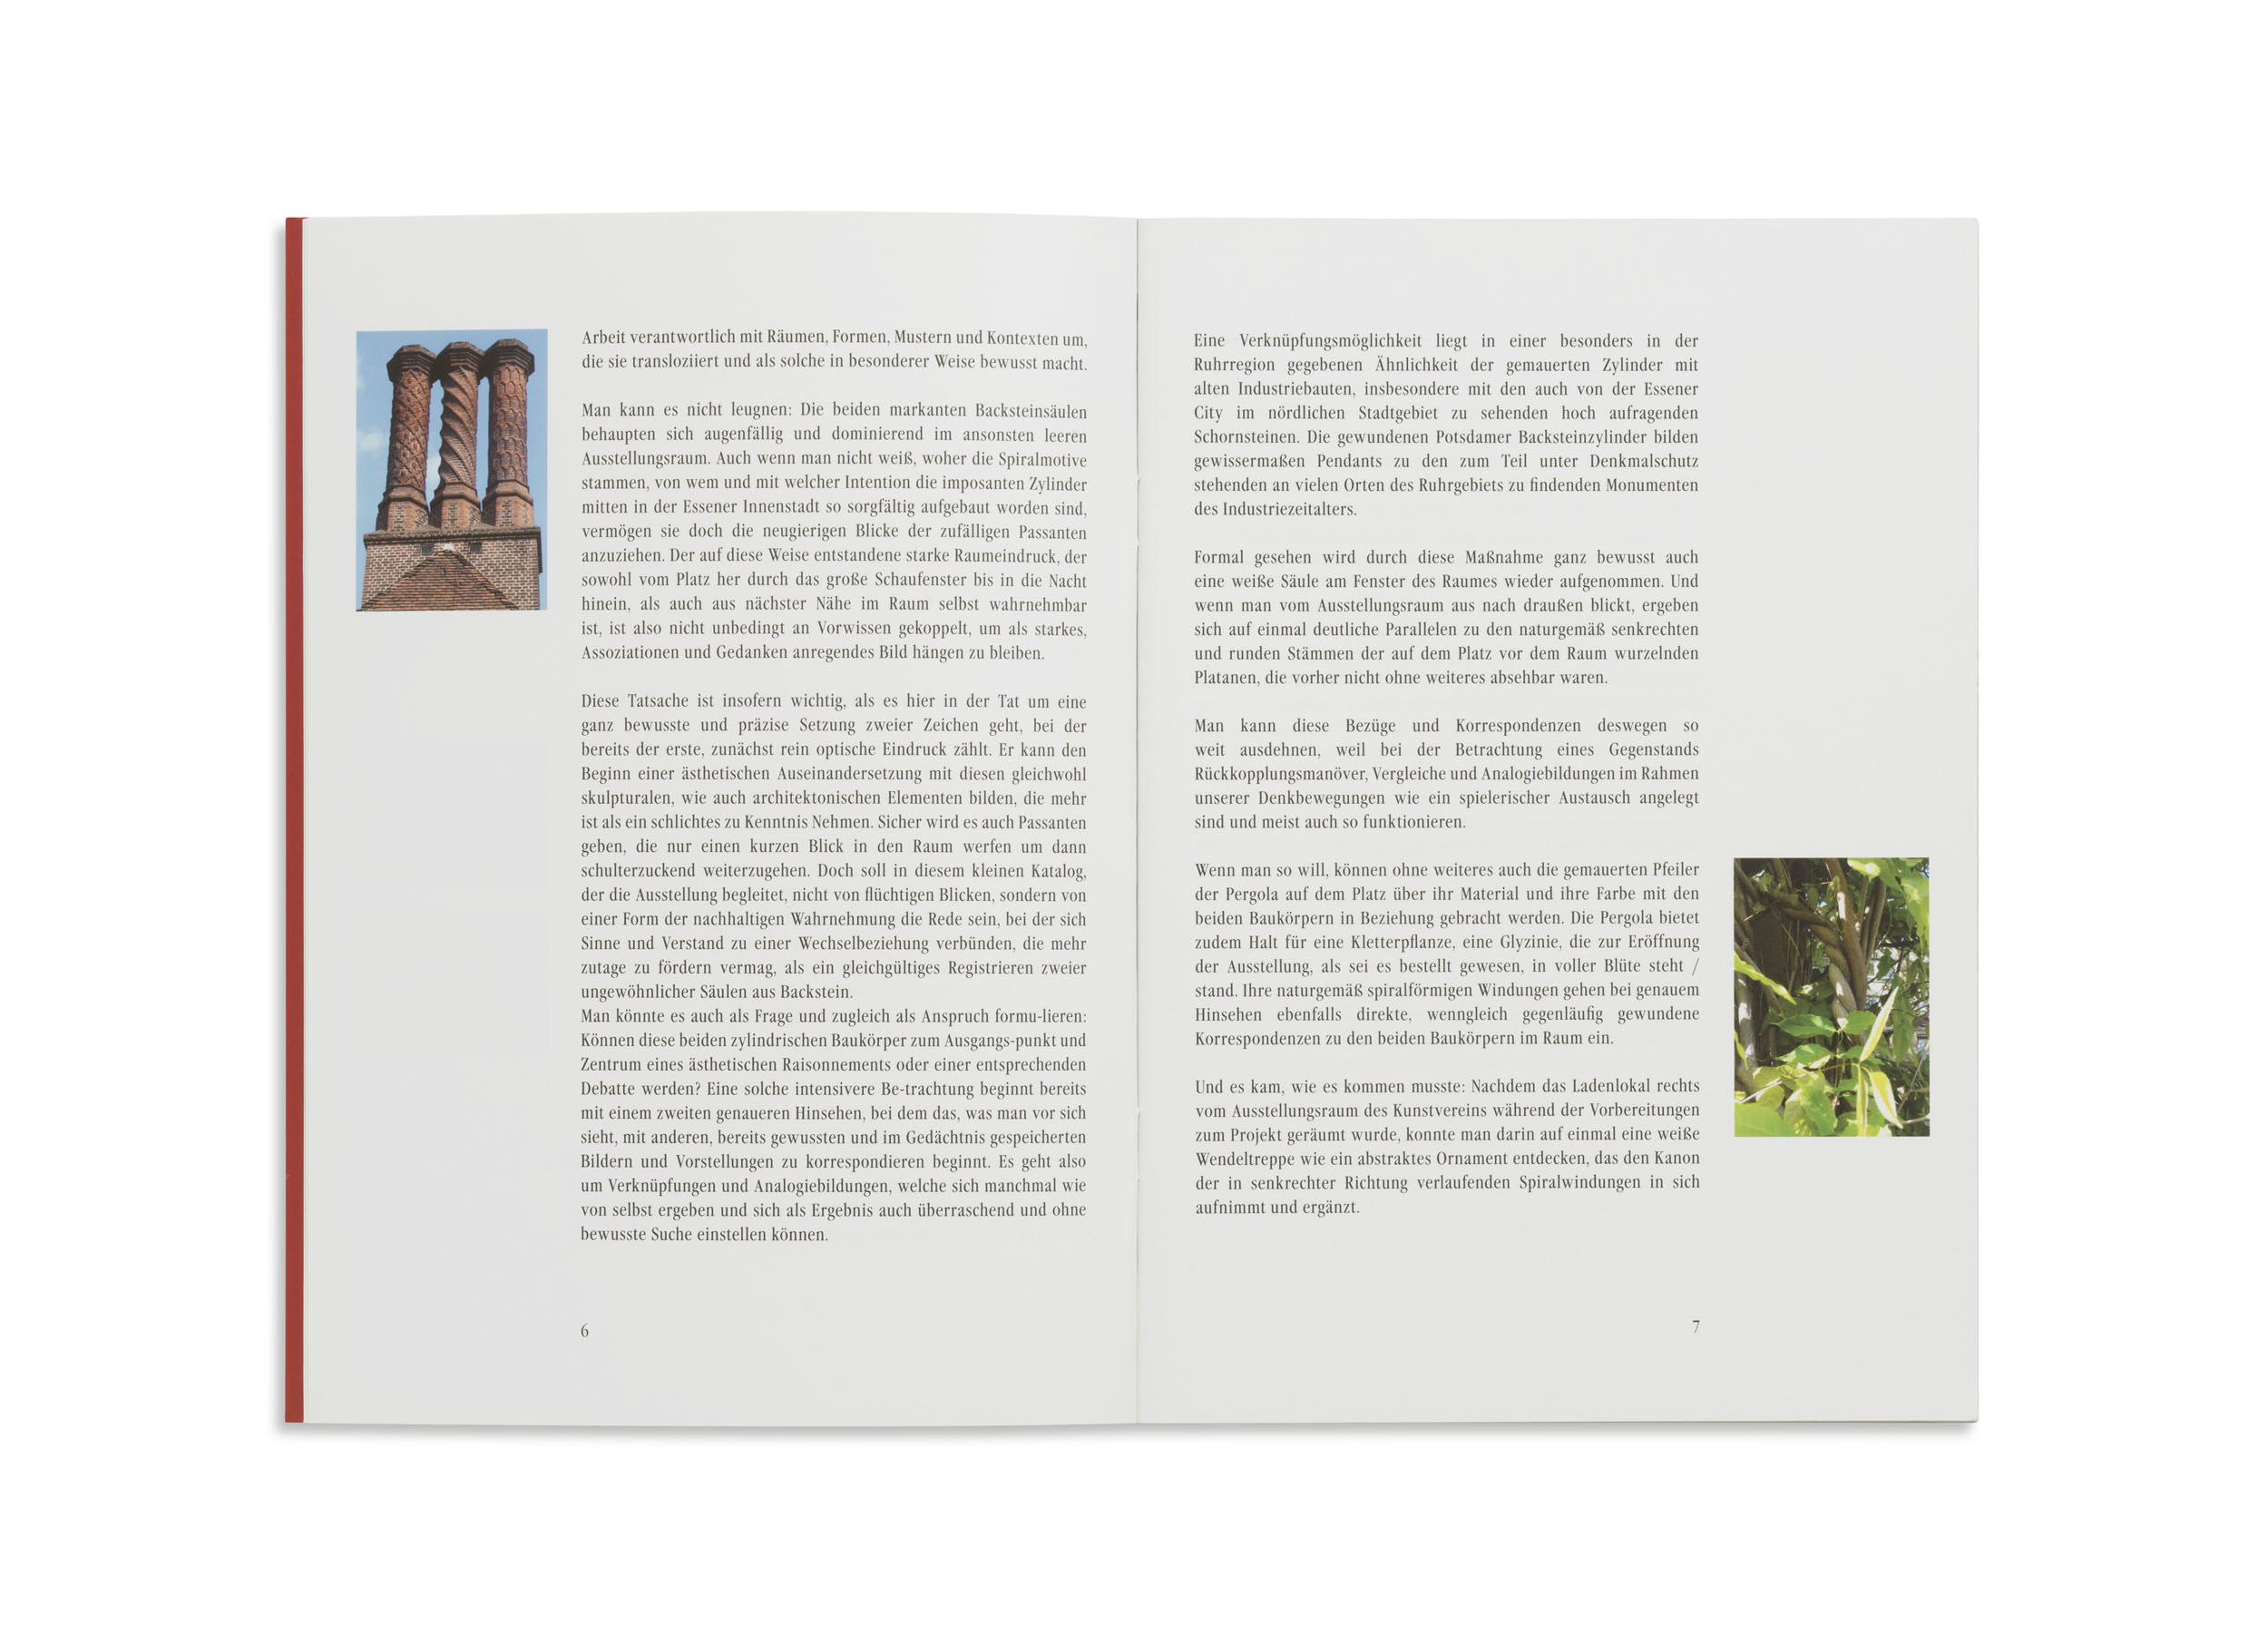 Arbeit verantwortlich mit Räumen, Formen, Mustern und Kontexten um,
die sie transloziiert und als solche in besonderer Weise bewusst macht.
Man kann es nicht leugnen: Die beiden markanten Backsteinsäulen
behaupten sich augenfällig und dominierend im ansonsten leeren
Ausstellungsraum. Auch wenn man nicht weiß, woher die Spiralmotive
stammen, von wem und mit welcher Intention die imposanten Zylinder
mitten in der Essener Innenstadt so sorgfältig aufgebaut worden sind,
vermögen sie doch die neugierigen Blicke der zufälligen Passanten
anzuziehen. Der auf diese Weise entstandene starke Raumeindruck, der
sowohl vom Platz her durch das große Schaufenster bis in die Nacht
hinein, als auch aus nächster Nähe im Raum selbst wahrnehmbar
ist, ist also nicht unbedingt an Vorwissen gekoppelt, um als starkes,
Assoziationen und Gedanken anregendes Bild hängen zu bleiben.
Diese Tatsache ist insofern wichtig, als es hier in der Tat um eine
ganz bewusste und präzise Setzung zweier Zeichen geht, bei der
bereits der erste, zunächst rein optische Eindruck zählt. Er kann den
Beginn einer ästhetischen Auseinandersetzung mit diesen gleichwohl
skulpturalen, wie auch architektonischen Elementen bilden, die mehr
ist als ein schlichtes zu Kenntnis Nehmen. Sicher wird es auch Passanten
geben, die nur einen kurzen Blick in den Raum werfen um dann
schulterzuckend weiterzugehen. Doch soll in diesem kleinen Katalog,
der die Ausstellung begleitet, nicht von flüchtigen Blicken, sondern von
einer Form der nachhaltigen Wahrnehmung die Rede sein, bei der sich
Sinne und Verstand zu einer Wechselbeziehung verbünden, die mehr
zutage zu fördern vermag, als ein gleichgültiges Registrieren zweier
ungewöhnlicher Säulen aus Backstein.
Man könnte es auch als Frage und zugleich als Anspruch formu-lieren:
Können diese beiden zylindrischen Baukörper zum Ausgangs-punkt und
Zentrum eines ästhetischen Raisonnements oder einer entsprechenden
Debatte werden? Eine solche intensivere Be-trachtung beginnt bereits
mit einem zweiten genaueren Hinsehen, bei dem das, was man vor sich
sieht, mit anderen, bereits gewussten und im Gedächtnis gespeicherten
Bildern und Vorstellungen zu korrespondieren beginnt. Es geht also
um Verknüpfungen und Analogiebildungen, welche sich manchmal wie
von selbst ergeben und sich als Ergebnis auch überraschend und ohne
bewusste Suche einstellen können.
6
Eine Verknüpfungsmöglichkeit liegt in einer besonders in der
Ruhrregion gegebenen Ähnlichkeit der gemauerten Zylinder mit
alten Industriebauten, insbesondere mit den auch von der Essener
City im nördlichen Stadtgebiet zu sehenden hoch aufragenden
Schornsteinen. Die gewundenen Potsdamer Backsteinzylinder bilden
gewissermaßen Pendants zu den zum Teil unter Denkmalschutz
stehenden an vielen Orten des Ruhrgebiets zu findenden Monumenten
des Industriezeitalters.
Formal gesehen wird durch diese Maßnahme ganz bewusst auch
eine weiße Säule am Fenster des Raumes wieder aufgenommen. Und
wenn man vom Ausstellungsraum aus nach draußen blickt, ergeben
sich auf einmal deutliche Parallelen zu den naturgemäß senkrechten
und runden Stämmen der auf dem Platz vor dem Raum wurzelnden
Platanen, die vorher nicht ohne weiteres absehbar waren.
Man kann diese Bezüge und Korrespondenzen deswegen so
weit ausdehnen, weil bei der Betrachtung eines Gegenstands
Rückkopplungsmanöver, Vergleiche und Analogiebildungen im Rahmen
unserer Denkbewegungen wie ein spielerischer Austausch angelegt
sind und meist auch so funktionieren.
Wenn man so will, können ohne weiteres auch die gemauerten Pfeiler
der Pergola auf dem Platz über ihr Material und ihre Farbe mit den
beiden Baukörpern in Beziehung gebracht werden. Die Pergola bietet
zudem Halt für eine Kletterpflanze, eine Glyzinie, die zur Eröffnung
der Ausstellung, als sei es bestellt gewesen, in voller Blüte steht /
stand. Ihre naturgemäß spiralförmigen Windungen gehen bei genauem
Hinsehen ebenfalls direkte, wenngleich gegenläufig gewundene
Korrespondenzen zu den beiden Baukörpern im Raum ein.
Und es kam, wie es kommen musste: Nachdem das Ladenlokal rechts
vom Ausstellungsraum des Kunstvereins während der Vorbereitungen
zum Projekt geräumt wurde, konnte man darin auf einmal eine weiße
Wendeltreppe wie ein abstraktes Ornament entdecken, das den Kanon
der in senkrechter Richtung verlaufenden Spiralwindungen in sich
aufnimmt und ergänzt.
7